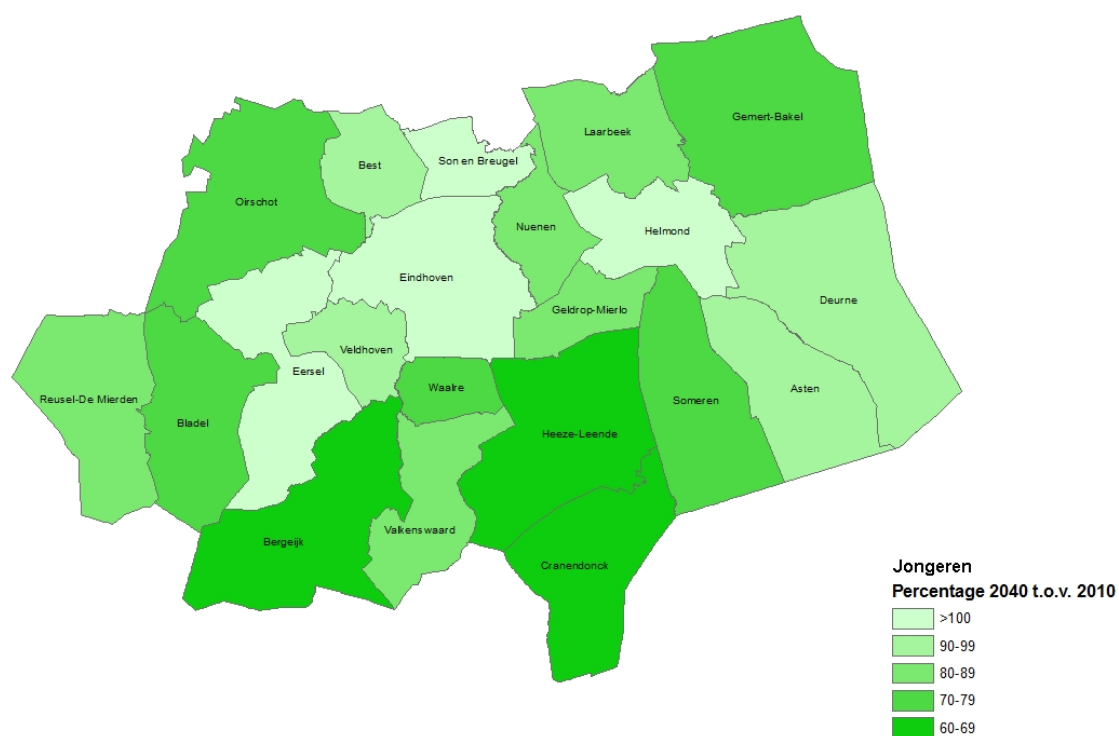 Gemert-Bakel
Laarbeek
Best
Son en Breugel
Oirschot
Nuenen
Helmond
Eindhoven
Deurne
Geldrop-Mierlo
Veldhoven
Eersel
Waalre
Asten
Reusel-De Mierden
Someren
Bladel
Heeze-Leende
Valkenswaard
Bergeijk
Cranendonck
Jongeren
Percentage 2040 t.o.v. 2010
>100
90-99
80-89
70-79
60-69